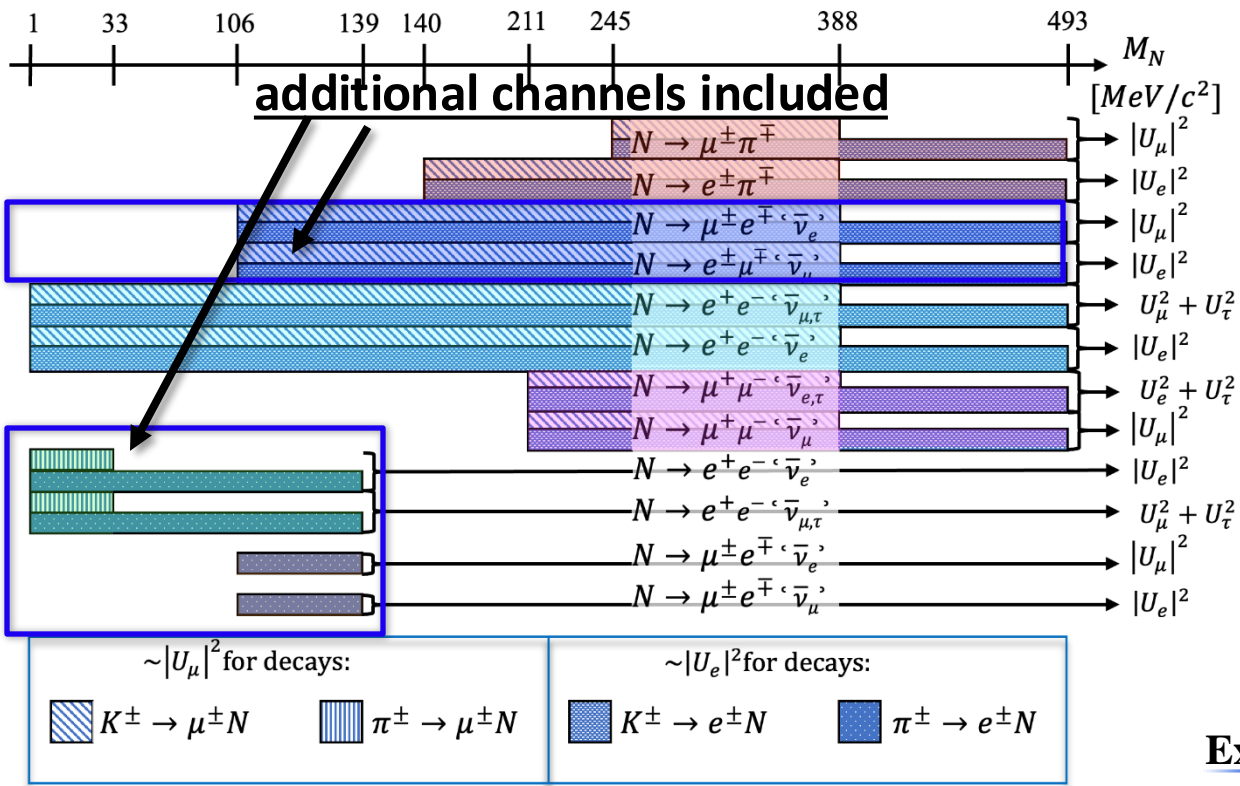 1 33 106 139 140 211 245 388 493
M_N
additional channels included [MeV/c²]
N → μ± π∓ |U_μ|²
N → e± π∓ |U_e|²
N → μ± e∓ ‘ν̅_e’ |U_μ|²
N → e± μ∓ ‘ν̅_μ’ |U_e|²
N → e⁺ e⁻ ‘ν̅_μ,τ’ U_μ² + U_τ²
N → e⁺ e⁻ ‘ν̅_e’ |U_e|²
N → μ⁺ μ⁻ ‘ν̅_e,τ’ U_e² + U_τ²
N → μ⁺ μ⁻ ‘ν̅_μ’ |U_μ|²
N → e⁺ e⁻ ‘ν̅_e’ |U_e|²
N → e⁺ e⁻ ‘ν̅_μ,τ’ U_μ² + U_τ²
N → μ± e∓ ‘ν̅_e’ |U_μ|²
N → μ± e∓ ‘ν̅_μ’ |U_e|²
~|U_μ|² for decays: ~|U_e|² for decays:
K± → μ± N π± → μ± N K± → e± N π± → e± N